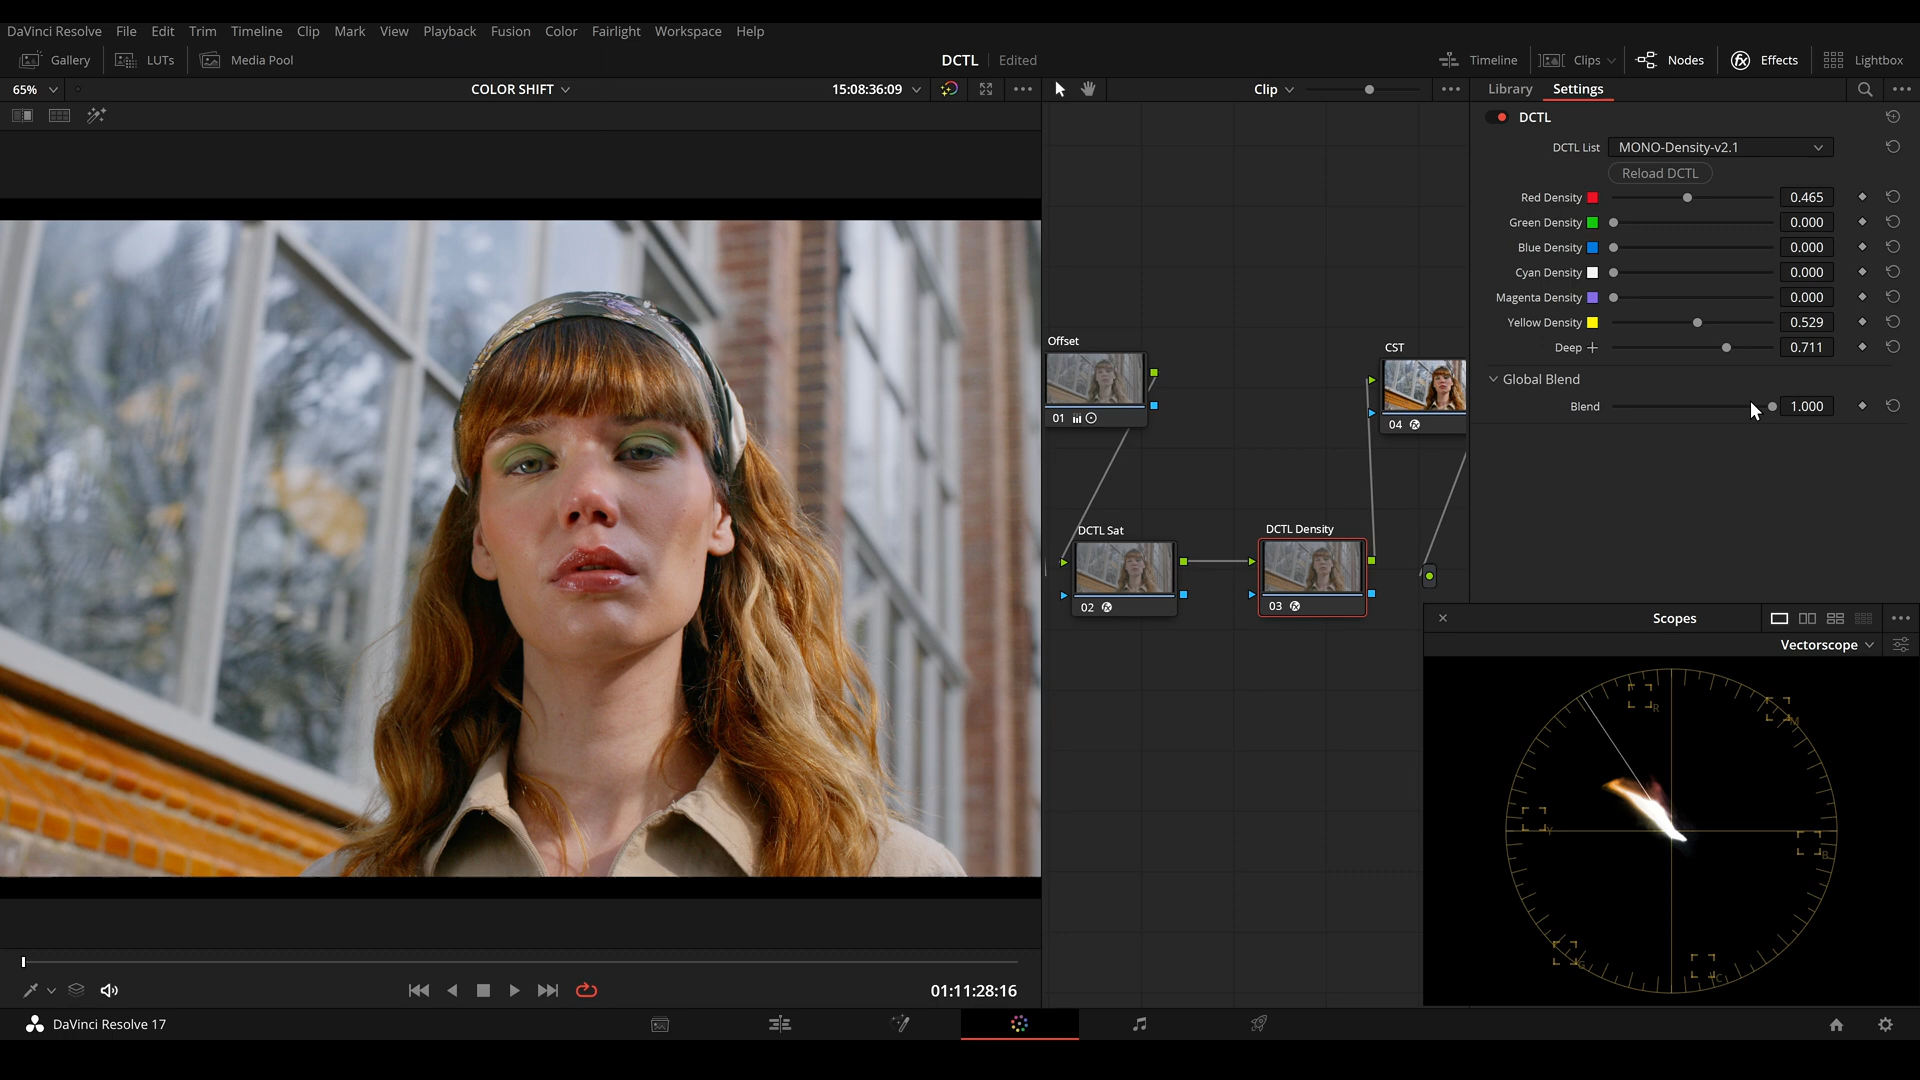 DaVinci Resolve File Edit Trim Timeline Clip Mark View Playback Fusion Color Fairlight Workspace Help
Gallery LUTs Media Pool DCTL Edited Timeline Clips Nodes Effects Lightbox
65% COLOR SHIFT 15:08:36:09 Clip Library Settings
DCTL
DCTL List MONO-Density-v2.1
Reload DCTL
Red Density 0.465
Green Density 0.000
Blue Density 0.000
Cyan Density 0.000
Magenta Density 0.000
Yellow Density 0.529
Deep 0.711
Global Blend
Blend 1.000
Offset
01
CST
04
DCTL Sat
02
DCTL Density
03
Scopes
Vectorscope
R
M
Y
B
G
C
01:11:28:16
DaVinci Resolve 17